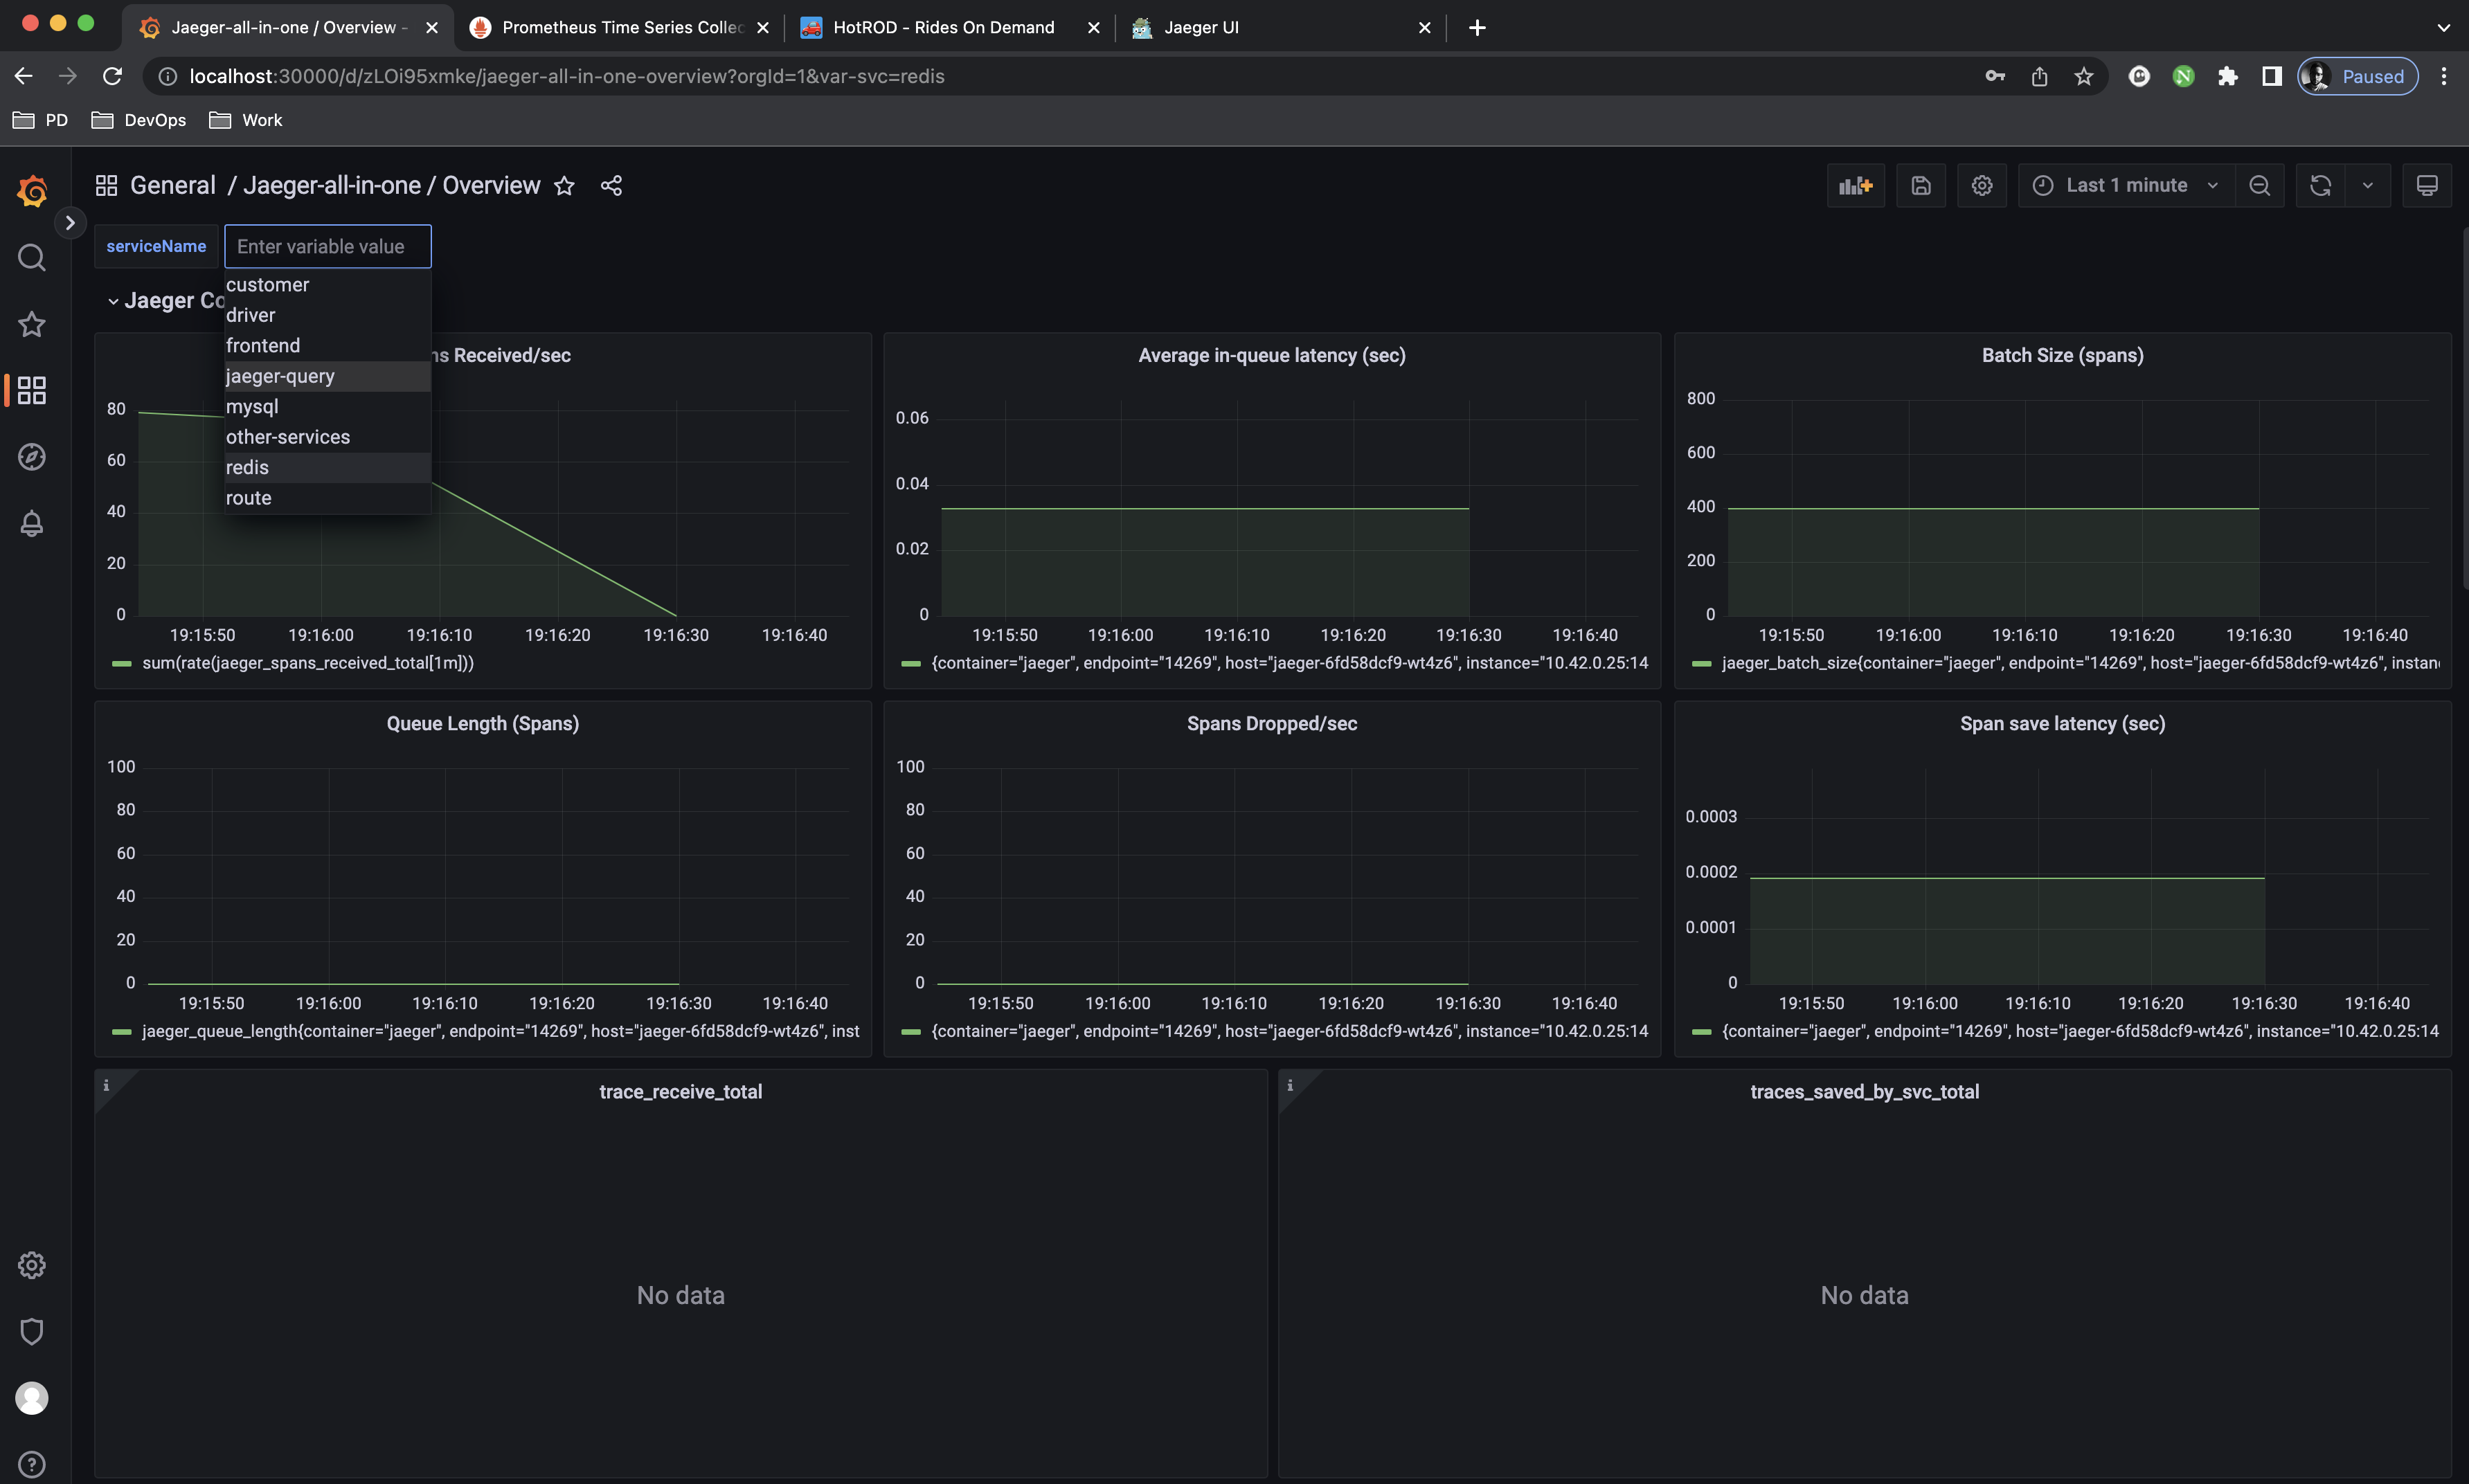 Jaeger-all-in-one / Overview -
Prometheus Time Series Collec
HotROD - Rides On Demand
Jaeger UI
localhost:30000/d/zLOi95xmke/jaeger-all-in-one-overview?orgId=1&var-svc=redis
Paused
PD
DevOps
Work
General / Jaeger-all-in-one / Overview
Last 1 minute
serviceName
Enter variable value
customer
driver
frontend
jaeger-query
mysql
other-services
redis
route
Jaeger Co
ns Received/sec
80
60
40
20
0
19:15:50 19:16:00 19:16:10 19:16:20 19:16:30 19:16:40
sum(rate(jaeger_spans_received_total[1m]))
Average in-queue latency (sec)
0.06
0.04
0.02
0
19:15:50 19:16:00 19:16:10 19:16:20 19:16:30 19:16:40
{container="jaeger", endpoint="14269", host="jaeger-6fd58dcf9-wt4z6", instance="10.42.0.25:14
Batch Size (spans)
800
600
400
200
0
19:15:50 19:16:00 19:16:10 19:16:20 19:16:30 19:16:40
jaeger_batch_size{container="jaeger", endpoint="14269", host="jaeger-6fd58dcf9-wt4z6", instan
Queue Length (Spans)
100
80
60
40
20
0
19:15:50 19:16:00 19:16:10 19:16:20 19:16:30 19:16:40
jaeger_queue_length{container="jaeger", endpoint="14269", host="jaeger-6fd58dcf9-wt4z6", inst
Spans Dropped/sec
100
80
60
40
20
0
19:15:50 19:16:00 19:16:10 19:16:20 19:16:30 19:16:40
{container="jaeger", endpoint="14269", host="jaeger-6fd58dcf9-wt4z6", instance="10.42.0.25:14
Span save latency (sec)
0.0003
0.0002
0.0001
0
19:15:50 19:16:00 19:16:10 19:16:20 19:16:30 19:16:40
{container="jaeger", endpoint="14269", host="jaeger-6fd58dcf9-wt4z6", instance="10.42.0.25:14
trace_receive_total
No data
traces_saved_by_svc_total
No data